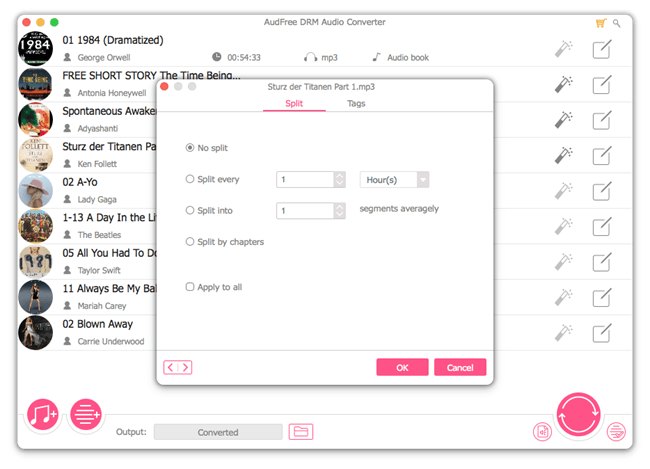 AudFree DRM Audio Converter
01 1984 (Dramatized)
George Orwell 00:54:33 mp3 Audio book
FREE SHORT STORY The Time Being...
Antonia Honeywell
Spontaneous Awake
Adyashanti
Sturz der Titanen Pa
Ken Follett
02 A-Yo
Lady Gaga
1-13 A Day in the Li
The Beatles
05 All You Had To Do
Taylor Swift
11 Always Be My Ba
Mariah Carey
02 Blown Away
Carrie Underwood
Sturz der Titanen Part 1.mp3
Split Tags
No split
Split every 1 Hour(s)
Split into 1 segments averagely
Split by chapters
Apply to all
OK Cancel
Output: Converted